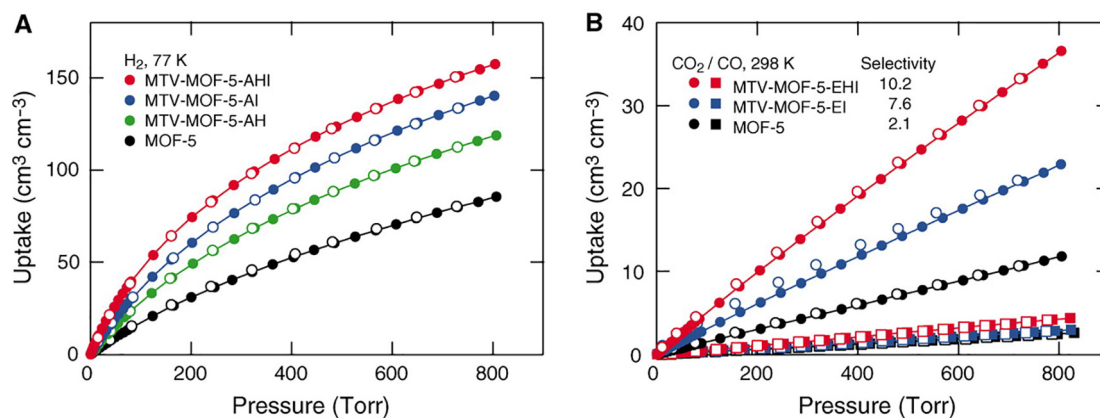 A
H2, 77 K
MTV-MOF-5-AHI
MTV-MOF-5-AI
MTV-MOF-5-AH
MOF-5
Uptake (cm³ cm-³)
150
100
50
0
0 200 400 600 800
Pressure (Torr)
B
CO2 / CO, 298 K Selectivity
MTV-MOF-5-EHI 10.2
MTV-MOF-5-EI 7.6
MOF-5 2.1
Uptake (cm³ cm-³)
40
30
20
10
0
0 200 400 600 800
Pressure (Torr)